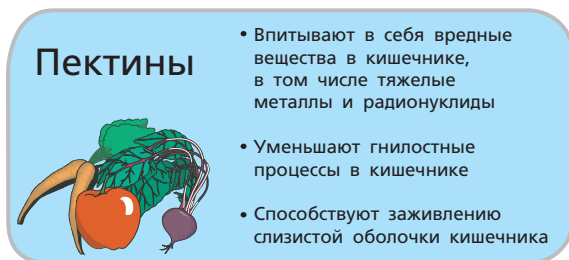 Пектины
• Впитывают в себя вредные
вещества в кишечнике,
в том числе тяжелые
металлы и радионуклиды
• Уменьшают гнилостные
процессы в кишечнике
• Способствуют заживлению
слизистой оболочки кишечника